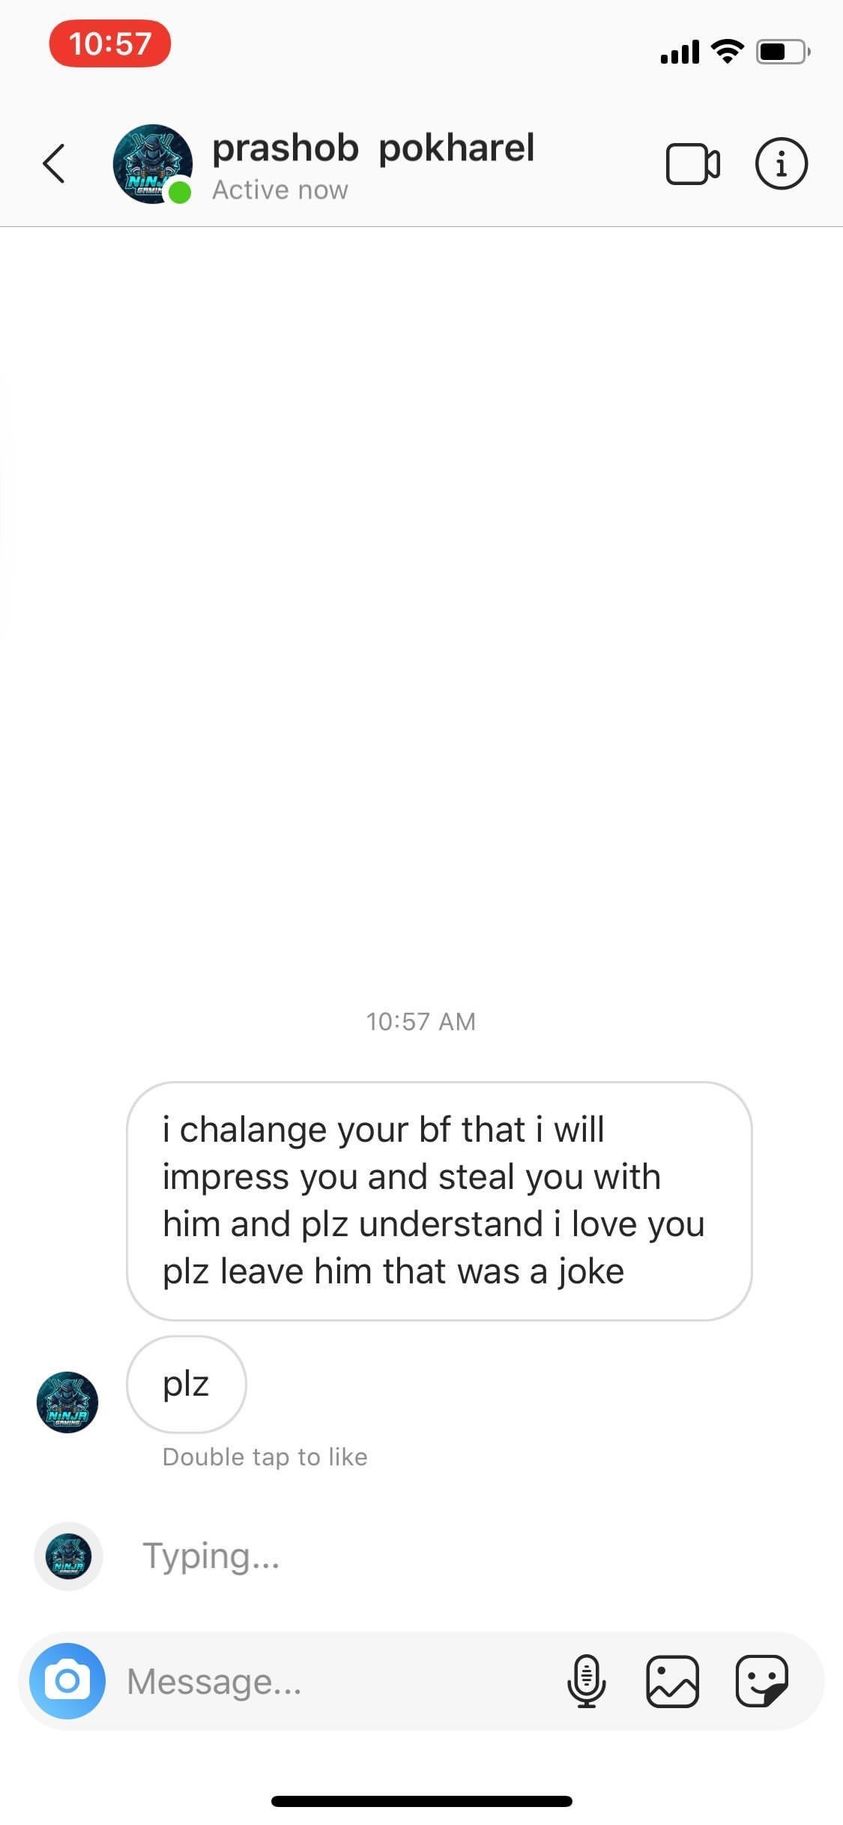 10:57
prashob pokharel
Active now
10:57 AM
i chalange your bf that i will
impress you and steal you with
him and plz understand i love you
plz leave him that was a joke
plz
NINJA
GAMING
Double tap to like
Typing...
Message...